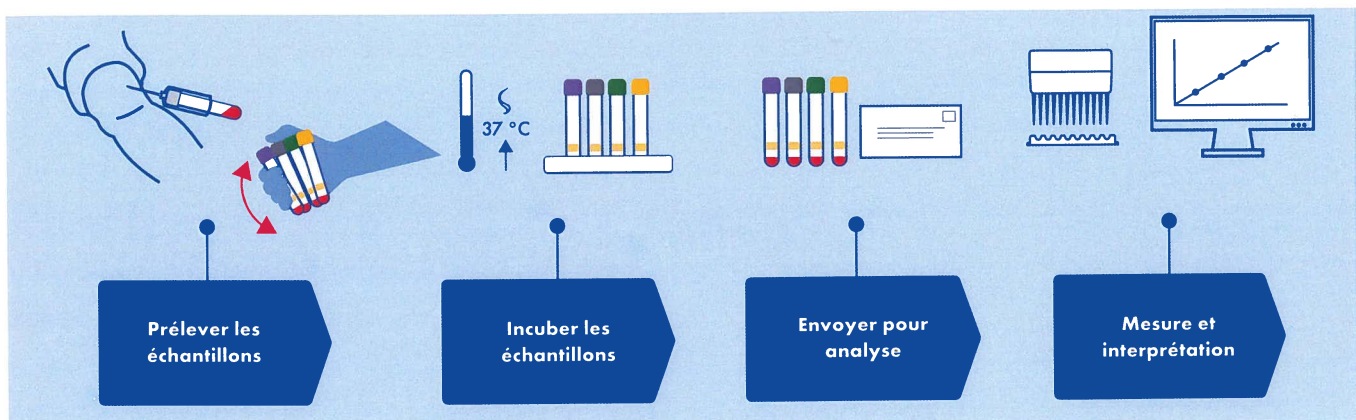 37 °C
Prélever les
échantillons
Incuber les
échantillons
Envoyer pour
analyse
Mesure et
interprétation